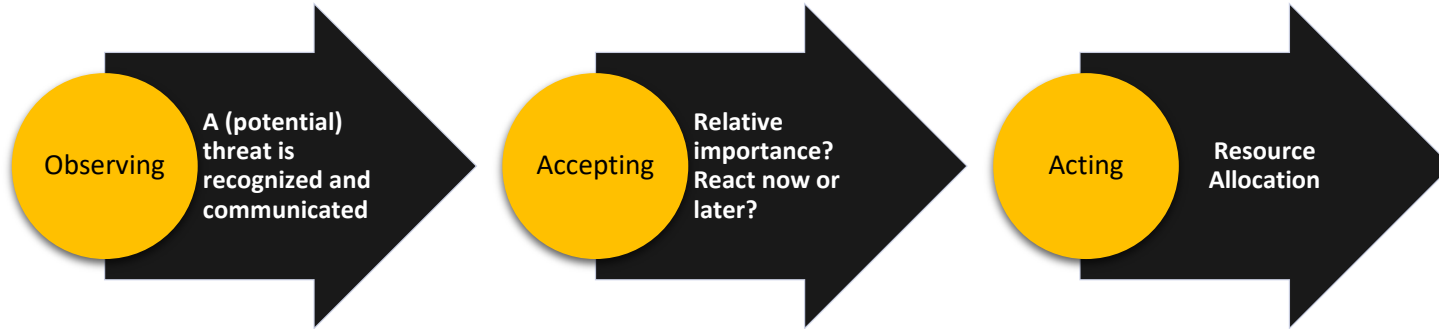 Observing
A (potential)
threat is
recognized and
communicated
Accepting
Relative
importance?
React now or
later?
Acting
Resource
Allocation